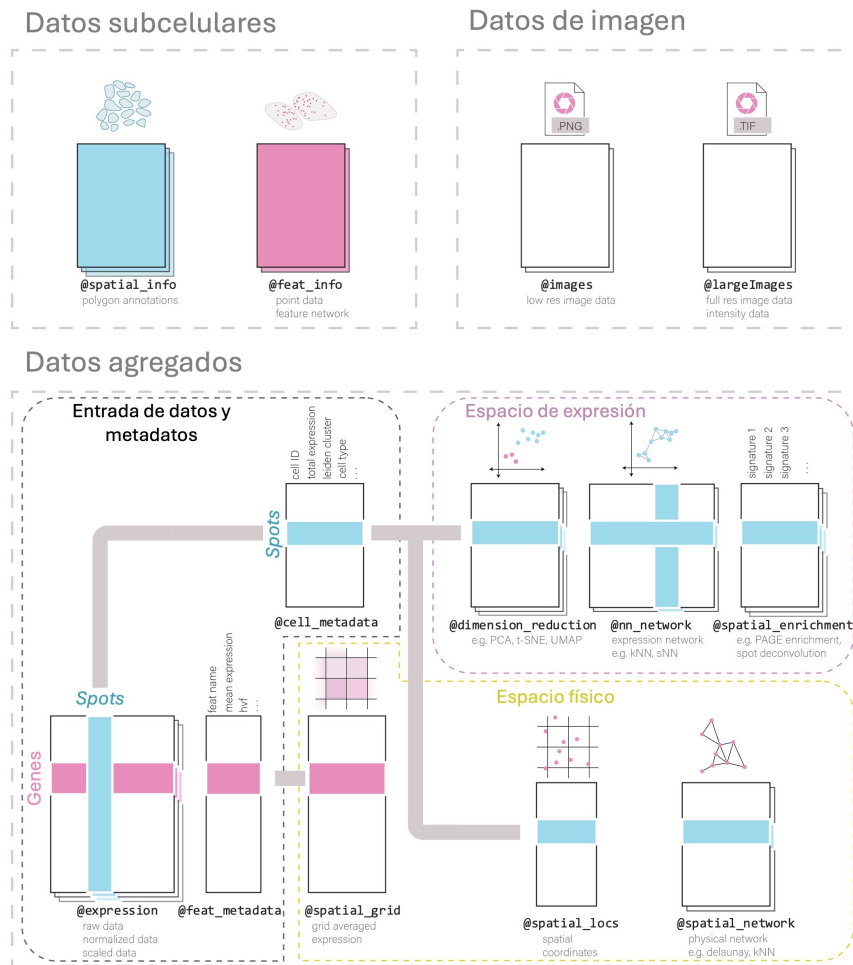 Datos subcelulares
Datos de imagen
.PNG
.TIF
@spatial_info
polygon annotations
@feat_info
point data
feature network
@images
low res image data
@largeImages
full res image data
intensity data
Datos agregados
Entrada de datos y
metadatos
cell ID
total expression
leiden cluster
cell type
...
Spots
@cell_metadata
Espacio de expresión
signature 1
signature 2
signature 3
...
@dimension_reduction
e.g. PCA, t-SNE, UMAP
@nn_network
expression network
e.g. kNN, sNN
@spatial_enrichment
e.g. PAGE enrichment,
spot deconvolution
Spots
Genes
feat name
mean expression
hvf
...
@expression
raw data
normalized data
scaled data
@feat_metadata
@spatial_grid
grid averaged
expression
Espacio físico
@spatial_locs
spatial
coordinates
@spatial_network
physical network
e.g. delaunay, kNN